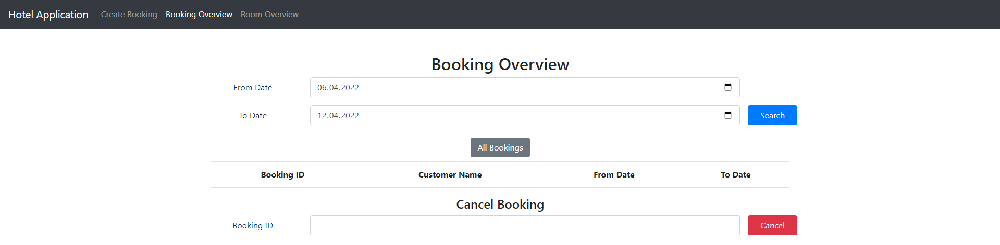 Hotel Application Create Booking Booking Overview Room Overview
Booking Overview
From Date 06.04.2022
To Date 12.04.2022 Search
All Bookings
Booking ID Customer Name From Date To Date
Cancel Booking
Booking ID Cancel